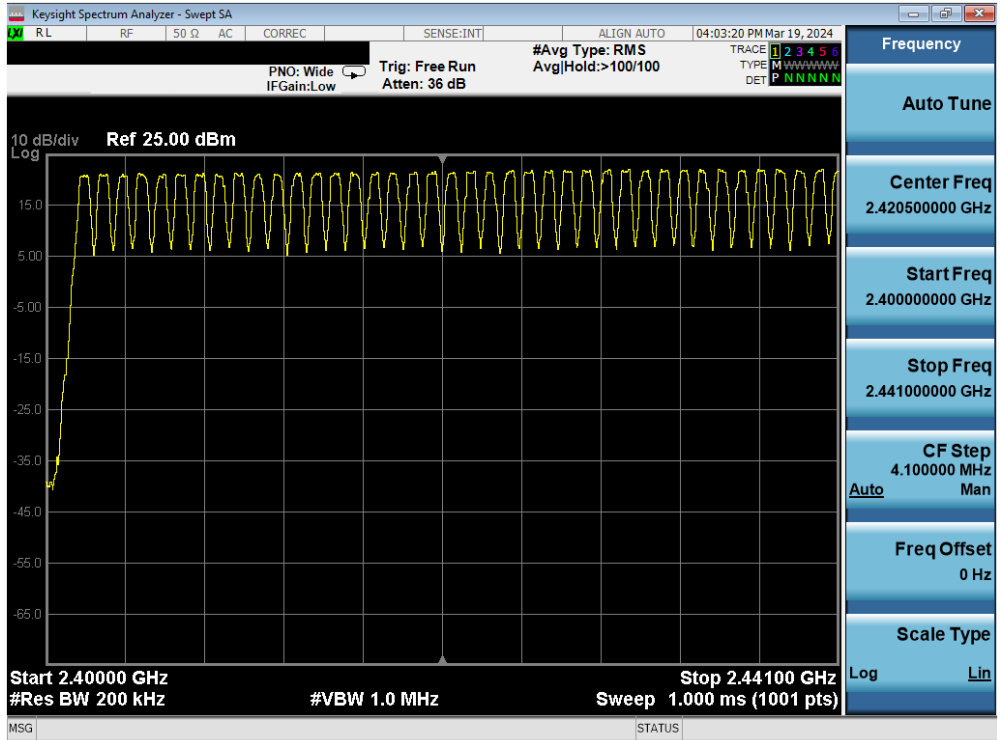 Keysight Spectrum Analyzer - Swept SA
LXI RL RF 50 Ω AC CORREC SENSE:INT ALIGN AUTO 04:03:20 PM Mar 19, 2024
PNO: Wide
IFGain:Low
Trig: Free Run
Atten: 36 dB
#Avg Type: RMS
Avg|Hold:>100/100
TRACE 1 2 3 4 5 6
TYPE M WWWWW
DET P N N N N N
10 dB/div Ref 25.00 dBm
Log
15.0
5.00
-5.00
-15.0
-25.0
-35.0
-45.0
-55.0
-65.0
Start 2.40000 GHz Stop 2.44100 GHz
#Res BW 200 kHz #VBW 1.0 MHz Sweep 1.000 ms (1001 pts)
MSG STATUS
Frequency
Auto Tune
Center Freq
2.420500000 GHz
Start Freq
2.400000000 GHz
Stop Freq
2.441000000 GHz
CF Step
4.100000 MHz
Auto Man
Freq Offset
0 Hz
Scale Type
Log Lin